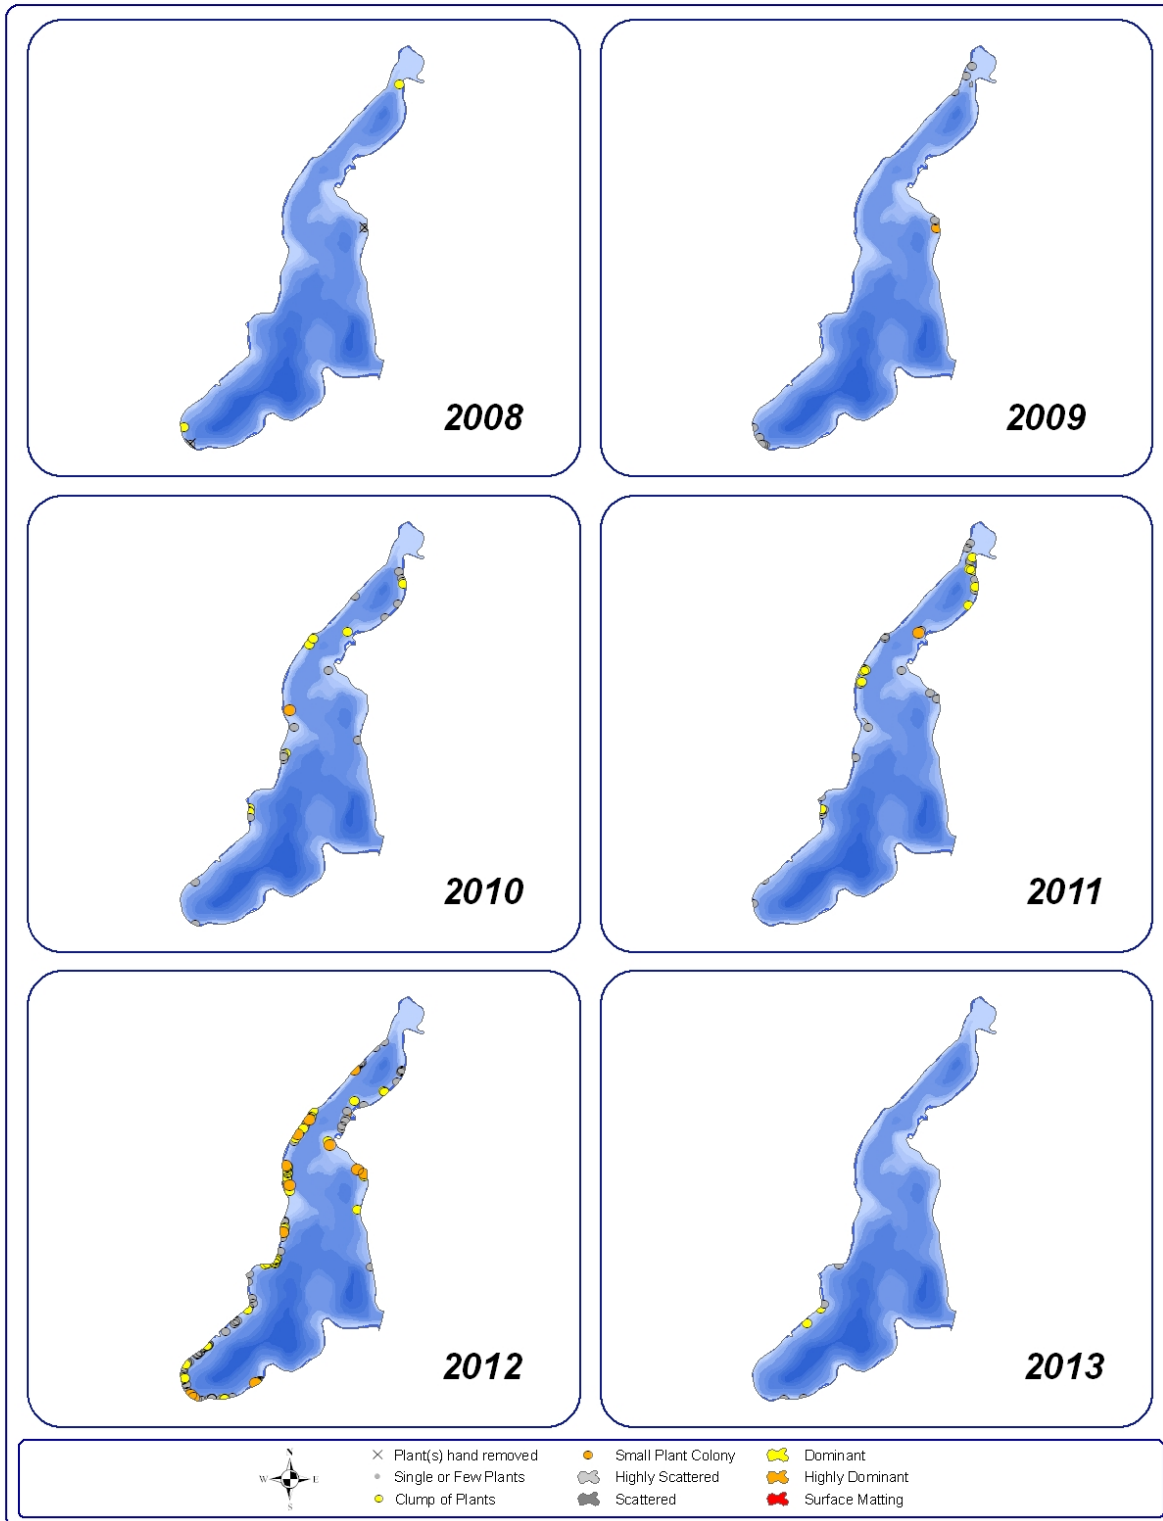 2008
2009
2010
2011
2012
2013
N
W E
S
Plant(s) hand removed
Single or Few Plants
Clump of Plants
Small Plant Colony
Highly Scattered
Scattered
Dominant
Highly Dominant
Surface Matting